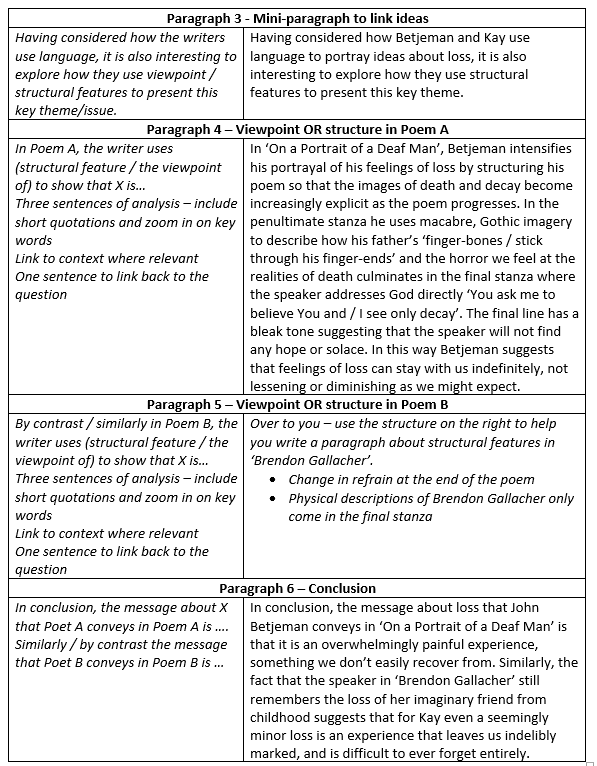 Paragraph 3 - Mini-paragraph to link ideas
Having considered how the writers
use language, it is also interesting to
explore how they use viewpoint /
structural features to present this
key theme/issue.
Having considered how Betjeman and Kay use
language to portray ideas about loss, it is also
interesting to explore how they use structural
features to present this key theme.
Paragraph 4 – Viewpoint OR structure in Poem A
In Poem A, the writer uses
(structural feature / the viewpoint
of) to show that X is…
Three sentences of analysis – include
short quotations and zoom in on key
words
Link to context where relevant
One sentence to link back to the
question
In ‘On a Portrait of a Deaf Man’, Betjeman intensifies
his portrayal of his feelings of loss by structuring his
poem so that the images of death and decay become
increasingly explicit as the poem progresses. In the
penultimate stanza he uses macabre, Gothic imagery
to describe how his father’s ‘finger-bones / stick
through his finger-ends’ and the horror we feel at the
realities of death culminates in the final stanza where
the speaker addresses God directly ‘You ask me to
believe You and / I see only decay’. The final line has a
bleak tone suggesting that the speaker will not find
any hope or solace. In this way Betjeman suggests
that feelings of loss can stay with us indefinitely, not
lessening or diminishing as we might expect.
Paragraph 5 – Viewpoint OR structure in Poem B
By contrast / similarly in Poem B, the
writer uses (structural feature / the
viewpoint of) to show that X is…
Three sentences of analysis – include
short quotations and zoom in on key
words
Link to context where relevant
One sentence to link back to the
question
Over to you – use the structure on the right to help
you write a paragraph about structural features in
‘Brendon Gallacher’.
• Change in refrain at the end of the poem
• Physical descriptions of Brendon Gallacher only
come in the final stanza
Paragraph 6 – Conclusion
In conclusion, the message about X
that Poet A conveys in Poem A is ….
Similarly / by contrast the message
that Poet B conveys in Poem B is …
In conclusion, the message about loss that John
Betjeman conveys in ‘On a Portrait of a Deaf Man’ is
that it is an overwhelmingly painful experience,
something we don’t easily recover from. Similarly, the
fact that the speaker in ‘Brendon Gallacher’ still
remembers the loss of her imaginary friend from
childhood suggests that for Kay even a seemingly
minor loss is an experience that leaves us indelibly
marked, and is difficult to ever forget entirely.